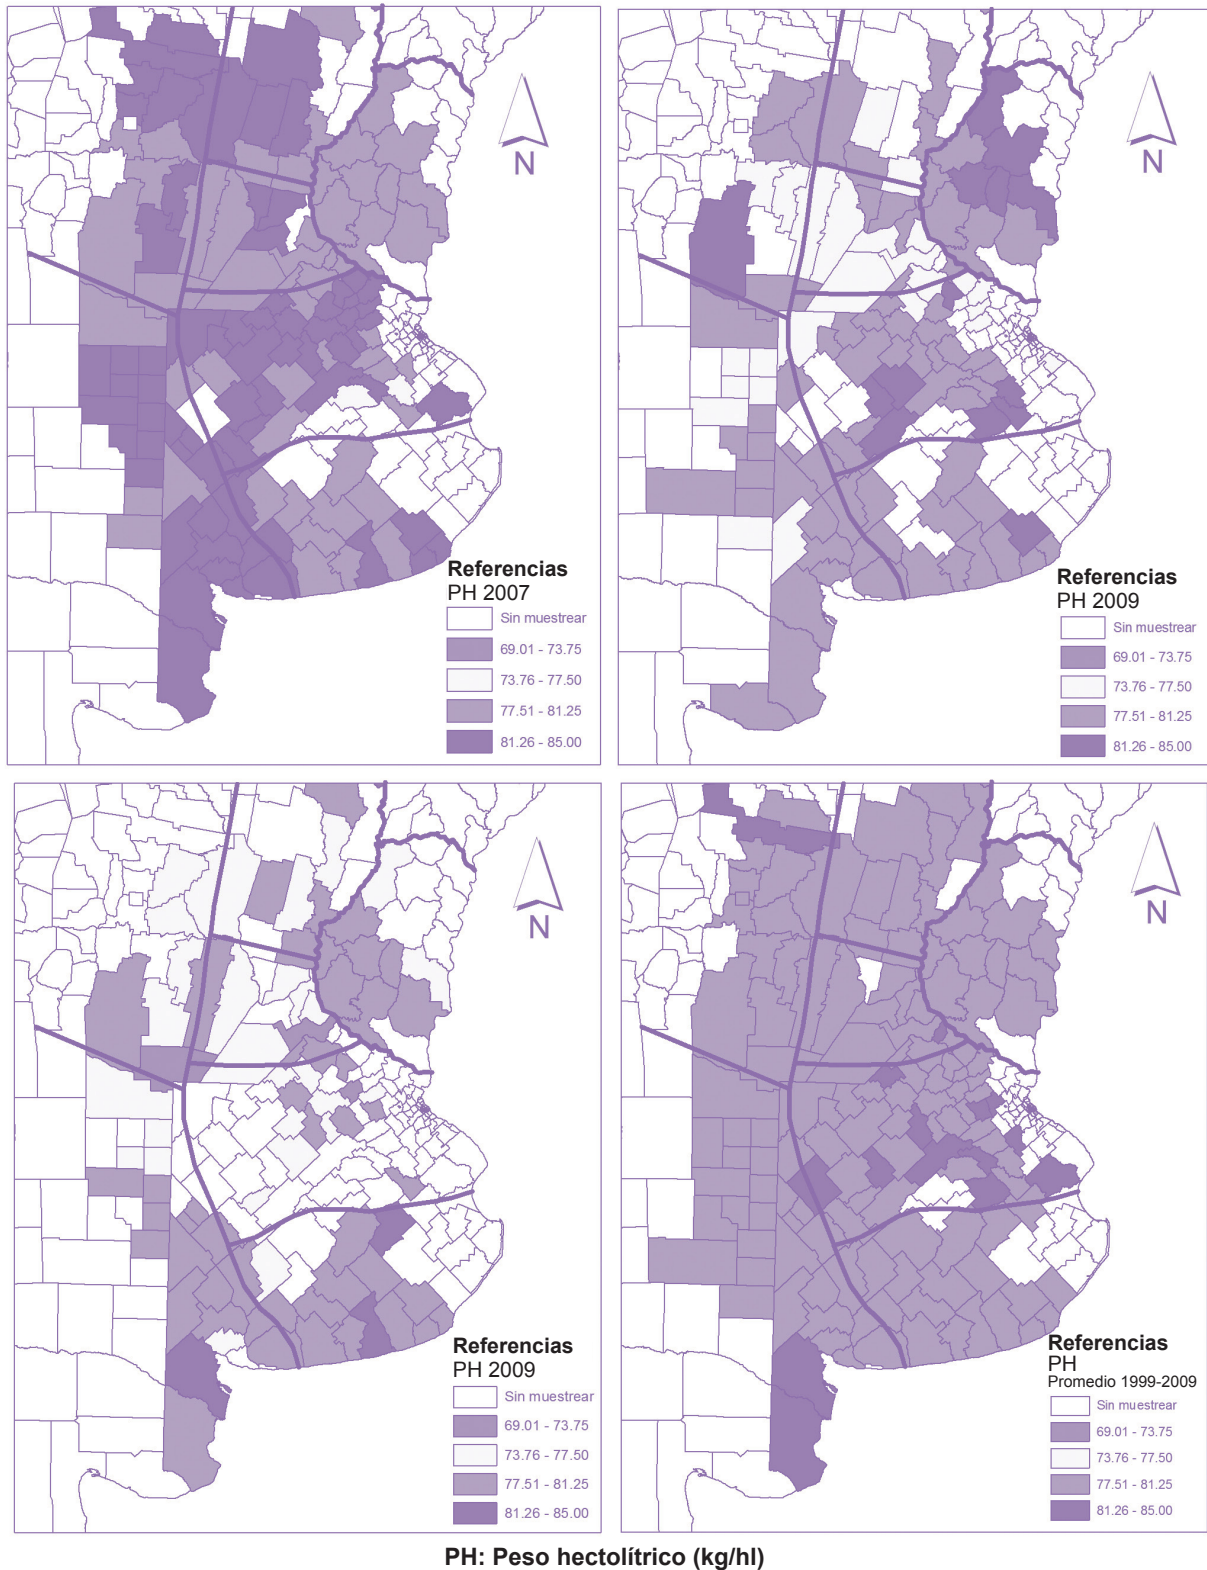 N
Referencias
PH 2007
Sin muestrear
69.01 - 73.75
73.76 - 77.50
77.51 - 81.25
81.26 - 85.00
N
Referencias
PH 2009
Sin muestrear
69.01 - 73.75
73.76 - 77.50
77.51 - 81.25
81.26 - 85.00
N
Referencias
PH 2009
Sin muestrear
69.01 - 73.75
73.76 - 77.50
77.51 - 81.25
81.26 - 85.00
N
Referencias
PH
Promedio 1999-2009
Sin muestrear
69.01 - 73.75
73.76 - 77.50
77.51 - 81.25
81.26 - 85.00
PH: Peso hectolítrico (kg/hl)